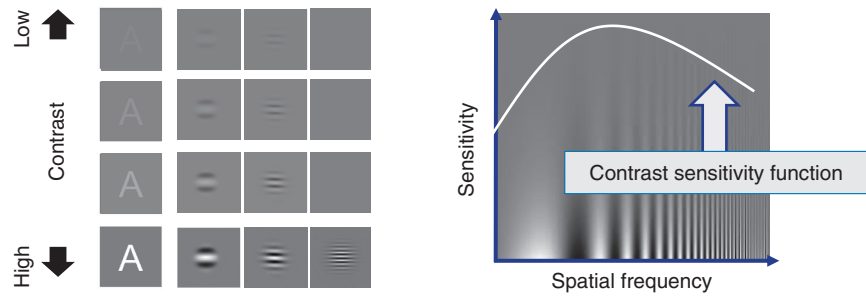 Low
Contrast
High
A
A
A
A
Sensitivity
Contrast sensitivity function
Spatial frequency